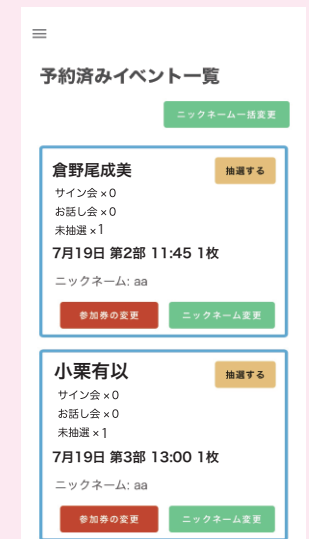 予約済みイベント一覧
ニックネーム一括変更
倉野尾成美
抽選する
サイン会×0
お話し会×0
未抽選×1
7月19日 第2部 11:45 1枚
ニックネーム: aa
参加券の変更
ニックネーム変更
小栗有以
抽選する
サイン会×0
お話し会×0
未抽選×1
7月19日 第3部 13:00 1枚
ニックネーム: aa
参加券の変更
ニックネーム変更